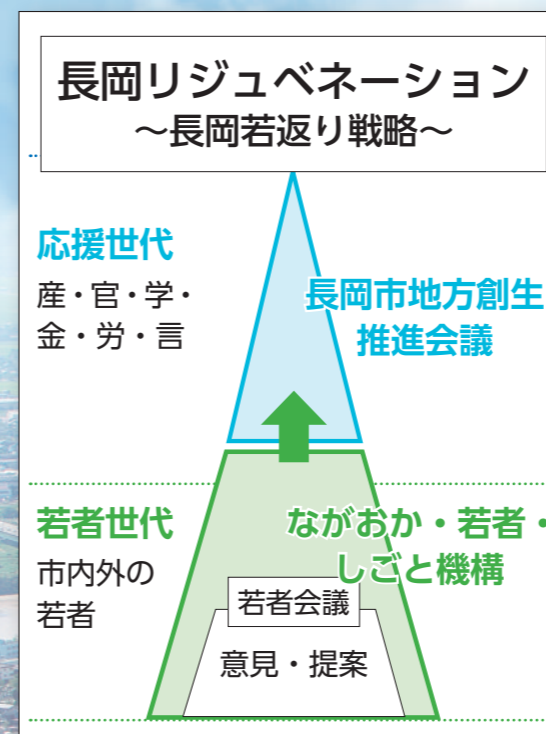 長岡リジュベネーション
～長岡若返り戦略～
応援世代
産・官・学・
金・労・言
長岡市地方創生
推進会議
若者世代
市内外の
若者
ながおか・若者・
しごと機構
若者会議
意見・提案